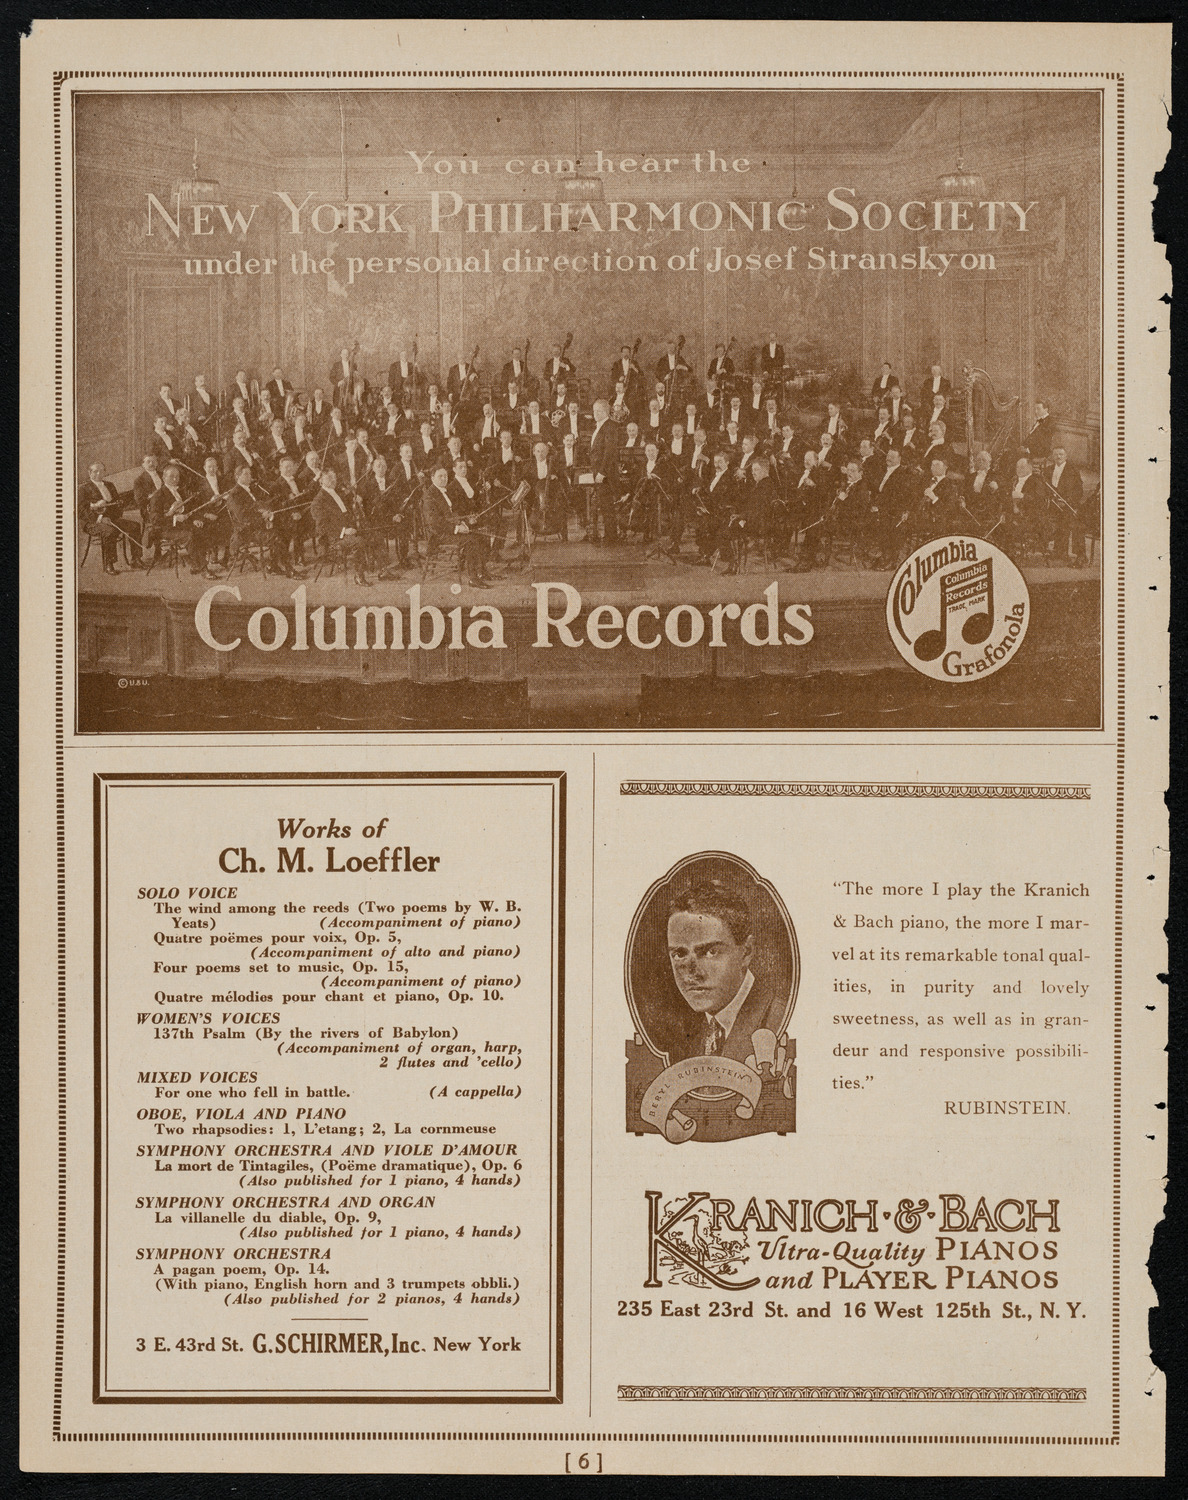 You can hear the
NEW YORK PHILHARMONIC SOCIETY
under the personal direction of Josef Stransky on
Columbia Records
Columbia
Columbia
Records
TRADE MARK
Grafonola
© U.&U.
Works of
Ch. M. Loeffler
SOLO VOICE
The wind among the reeds (Two poems by W. B.
Yeats) (Accompaniment of piano)
Quatre poëmes pour voix, Op. 5,
(Accompaniment of alto and piano)
Four poems set to music, Op. 15,
(Accompaniment of piano)
Quatre mélodies pour chant et piano, Op. 10.
WOMEN'S VOICES
137th Psalm (By the rivers of Babylon)
(Accompaniment of organ, harp,
2 flutes and 'cello)
MIXED VOICES
For one who fell in battle. (A cappella)
OBOE, VIOLA AND PIANO
Two rhapsodies: 1, L'etang; 2, La cornmeuse
SYMPHONY ORCHESTRA AND VIOLE D'AMOUR
La mort de Tintagiles, (Poëme dramatique), Op. 6
(Also published for 1 piano, 4 hands)
SYMPHONY ORCHESTRA AND ORGAN
La villanelle du diable, Op. 9,
(Also published for 1 piano, 4 hands)
SYMPHONY ORCHESTRA
A pagan poem, Op. 14.
(With piano, English horn and 3 trumpets obbli.)
(Also published for 2 pianos, 4 hands)
3 E. 43rd St. G. SCHIRMER, Inc. New York
"The more I play the Kranich
& Bach piano, the more I mar-
vel at its remarkable tonal qual-
ities, in purity and lovely
sweetness, as well as in gran-
deur and responsive possibili-
ties."
RUBINSTEIN.
BERYL RUBINSTEIN
KRANICH·&·BACH
Ultra-Quality PIANOS
and PLAYER PIANOS
235 East 23rd St. and 16 West 125th St., N. Y.
[ 6 ]